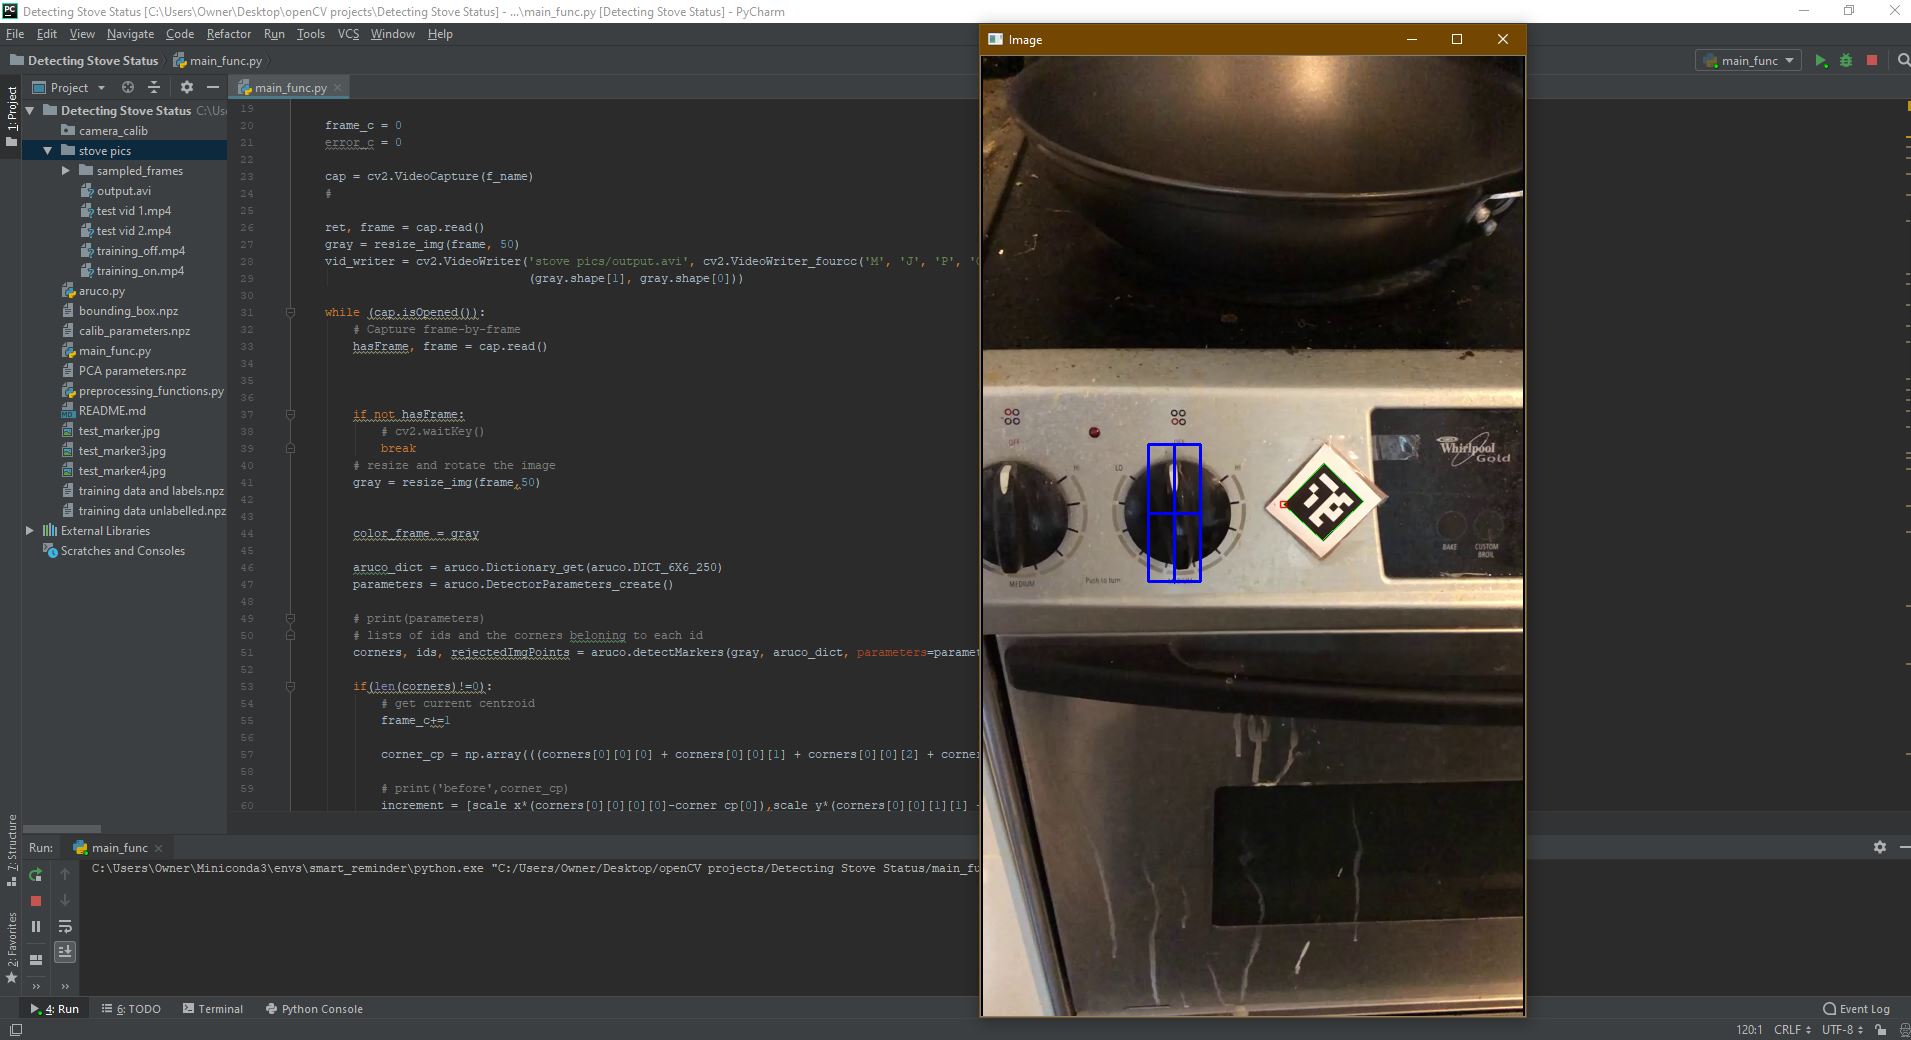 Detecting Stove Status [C:\Users\Owner\Desktop\openCV projects\Detecting Stove Status] - ...\main_func.py [Detecting Stove Status] - PyCharm
File Edit View Navigate Code Refactor Run Tools VCS Window Help
Detecting Stove Status main_func.py
main_func
Project
main_func.py
1: Project
Detecting Stove Status C:\Use
camera_calib
stove pics
sampled_frames
output.avi
test vid 1.mp4
test vid 2.mp4
training_off.mp4
training_on.mp4
aruco.py
bounding_box.npz
calib_parameters.npz
main_func.py
PCA parameters.npz
preprocessing_functions.py
README.md
test_marker.jpg
test_marker3.jpg
test_marker4.jpg
training data and labels.npz
training data unlabelled.npz
External Libraries
Scratches and Consoles
19
20 frame_c = 0
21 error_c = 0
22
23 cap = cv2.VideoCapture(f_name)
24 #
25
26 ret, frame = cap.read()
27 gray = resize_img(frame, 50)
28 vid_writer = cv2.VideoWriter('stove pics/output.avi', cv2.VideoWriter_fourcc('M', 'J', 'P', '
29 (gray.shape[1], gray.shape[0]))
30
31 while (cap.isOpened()):
32 # Capture frame-by-frame
33 hasFrame, frame = cap.read()
34
35
36
37 if not hasFrame:
38 # cv2.waitKey()
39 break
40 # resize and rotate the image
41 gray = resize_img(frame,50)
42
43
44 color_frame = gray
45
46 aruco_dict = aruco.Dictionary_get(aruco.DICT_6X6_250)
47 parameters = aruco.DetectorParameters_create()
48
49 # print(parameters)
50 # lists of ids and the corners beloning to each id
51 corners, ids, rejectedImgPoints = aruco.detectMarkers(gray, aruco_dict, parameters=paramet
52
53 if(len(corners)!=0):
54 # get current centroid
55 frame_c+=1
56
57 corner_cp = np.array(((corners[0][0][0] + corners[0][0][1] + corners[0][0][2] + corne
58
59 # print('before',corner_cp)
60 increment = [scale_x*(corners[0][0][0][0]-corner_cp[0]),scale_y*(corners[0][0][1][1] -
Image
OFF
HI
LO
HI
MEDIUM
Push to turn
Whirlpool
Gold
BAKE
CUSTOM
BROIL
7: Structure
2: Favorites
Run: main_func
C:\Users\Owner\Miniconda3\envs\smart_reminder\python.exe "C:/Users/Owner/Desktop/openCV projects/Detecting Stove Status/main_fu
4: Run 6: TODO Terminal Python Console
Event Log
120:1 CRLF UTF-8